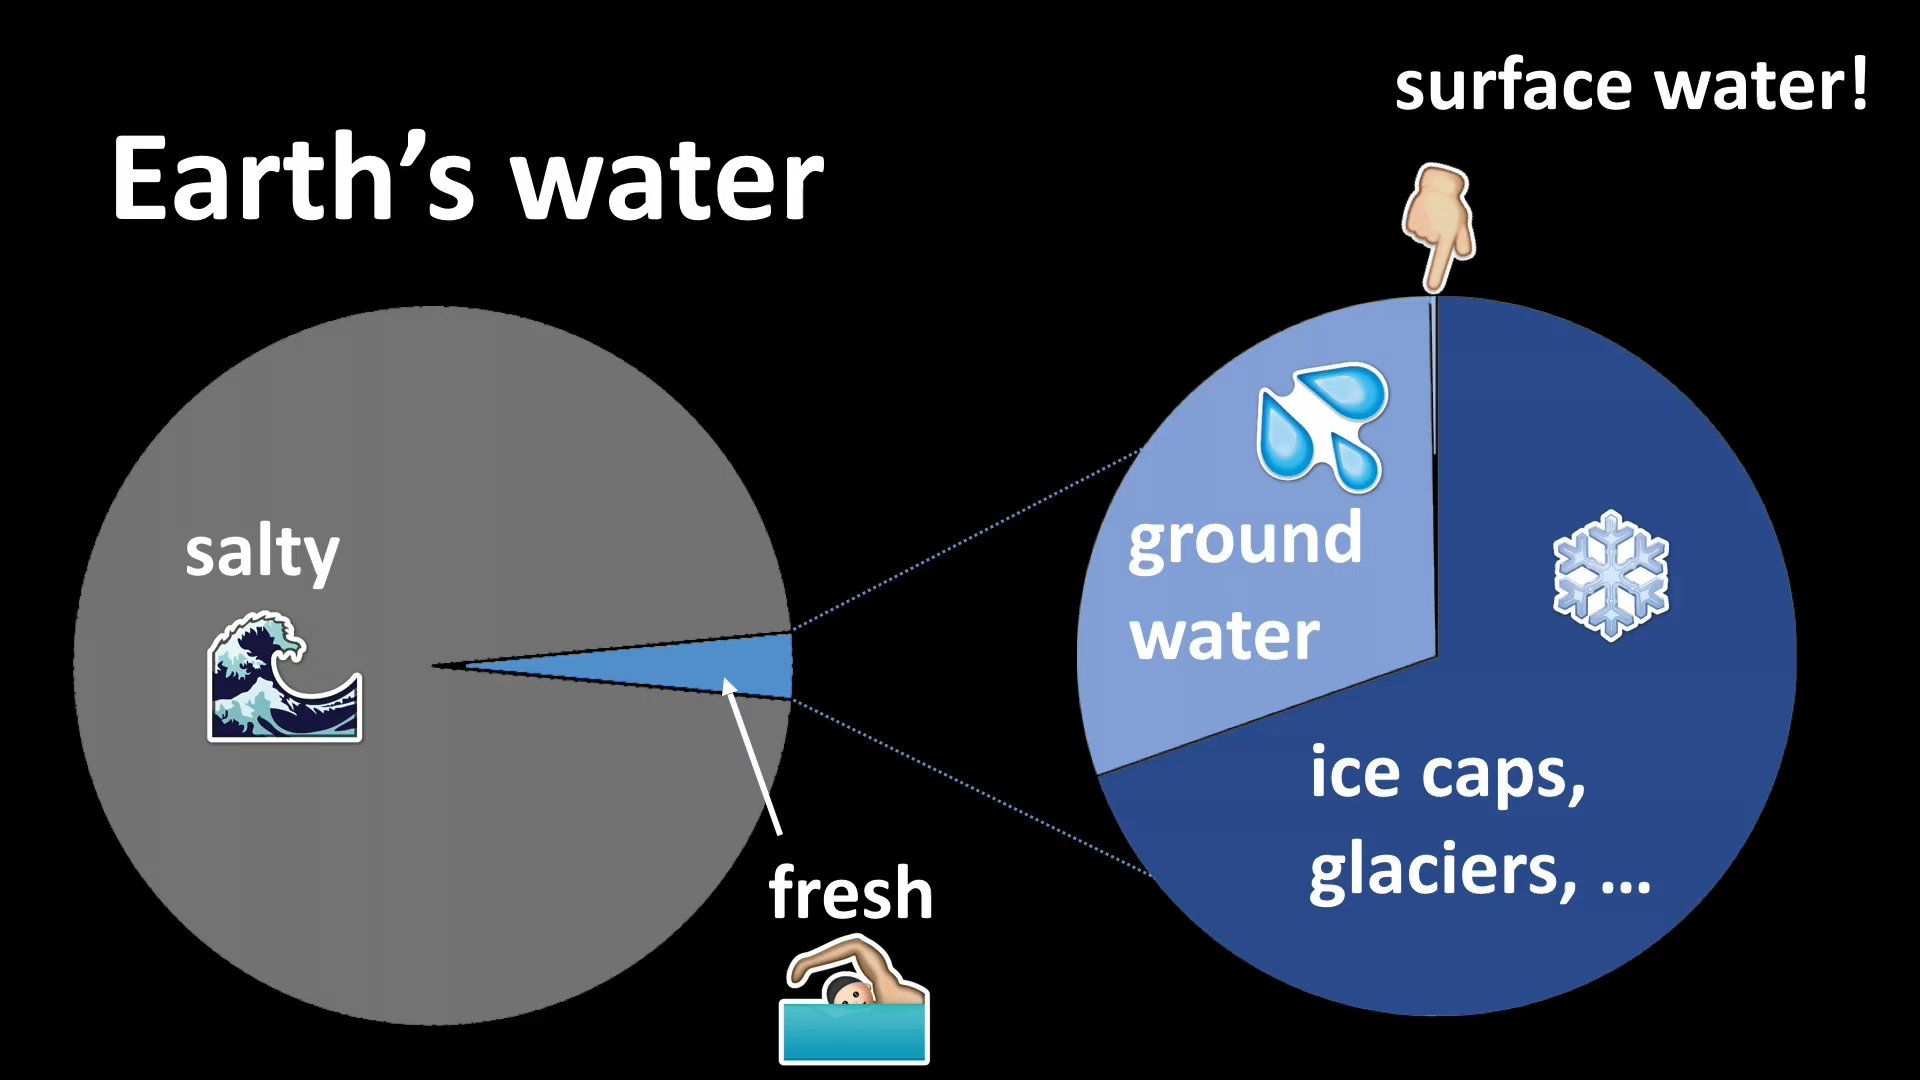 Earth’s water
surface water!
salty
fresh
ground
water
ice caps,
glaciers, ...